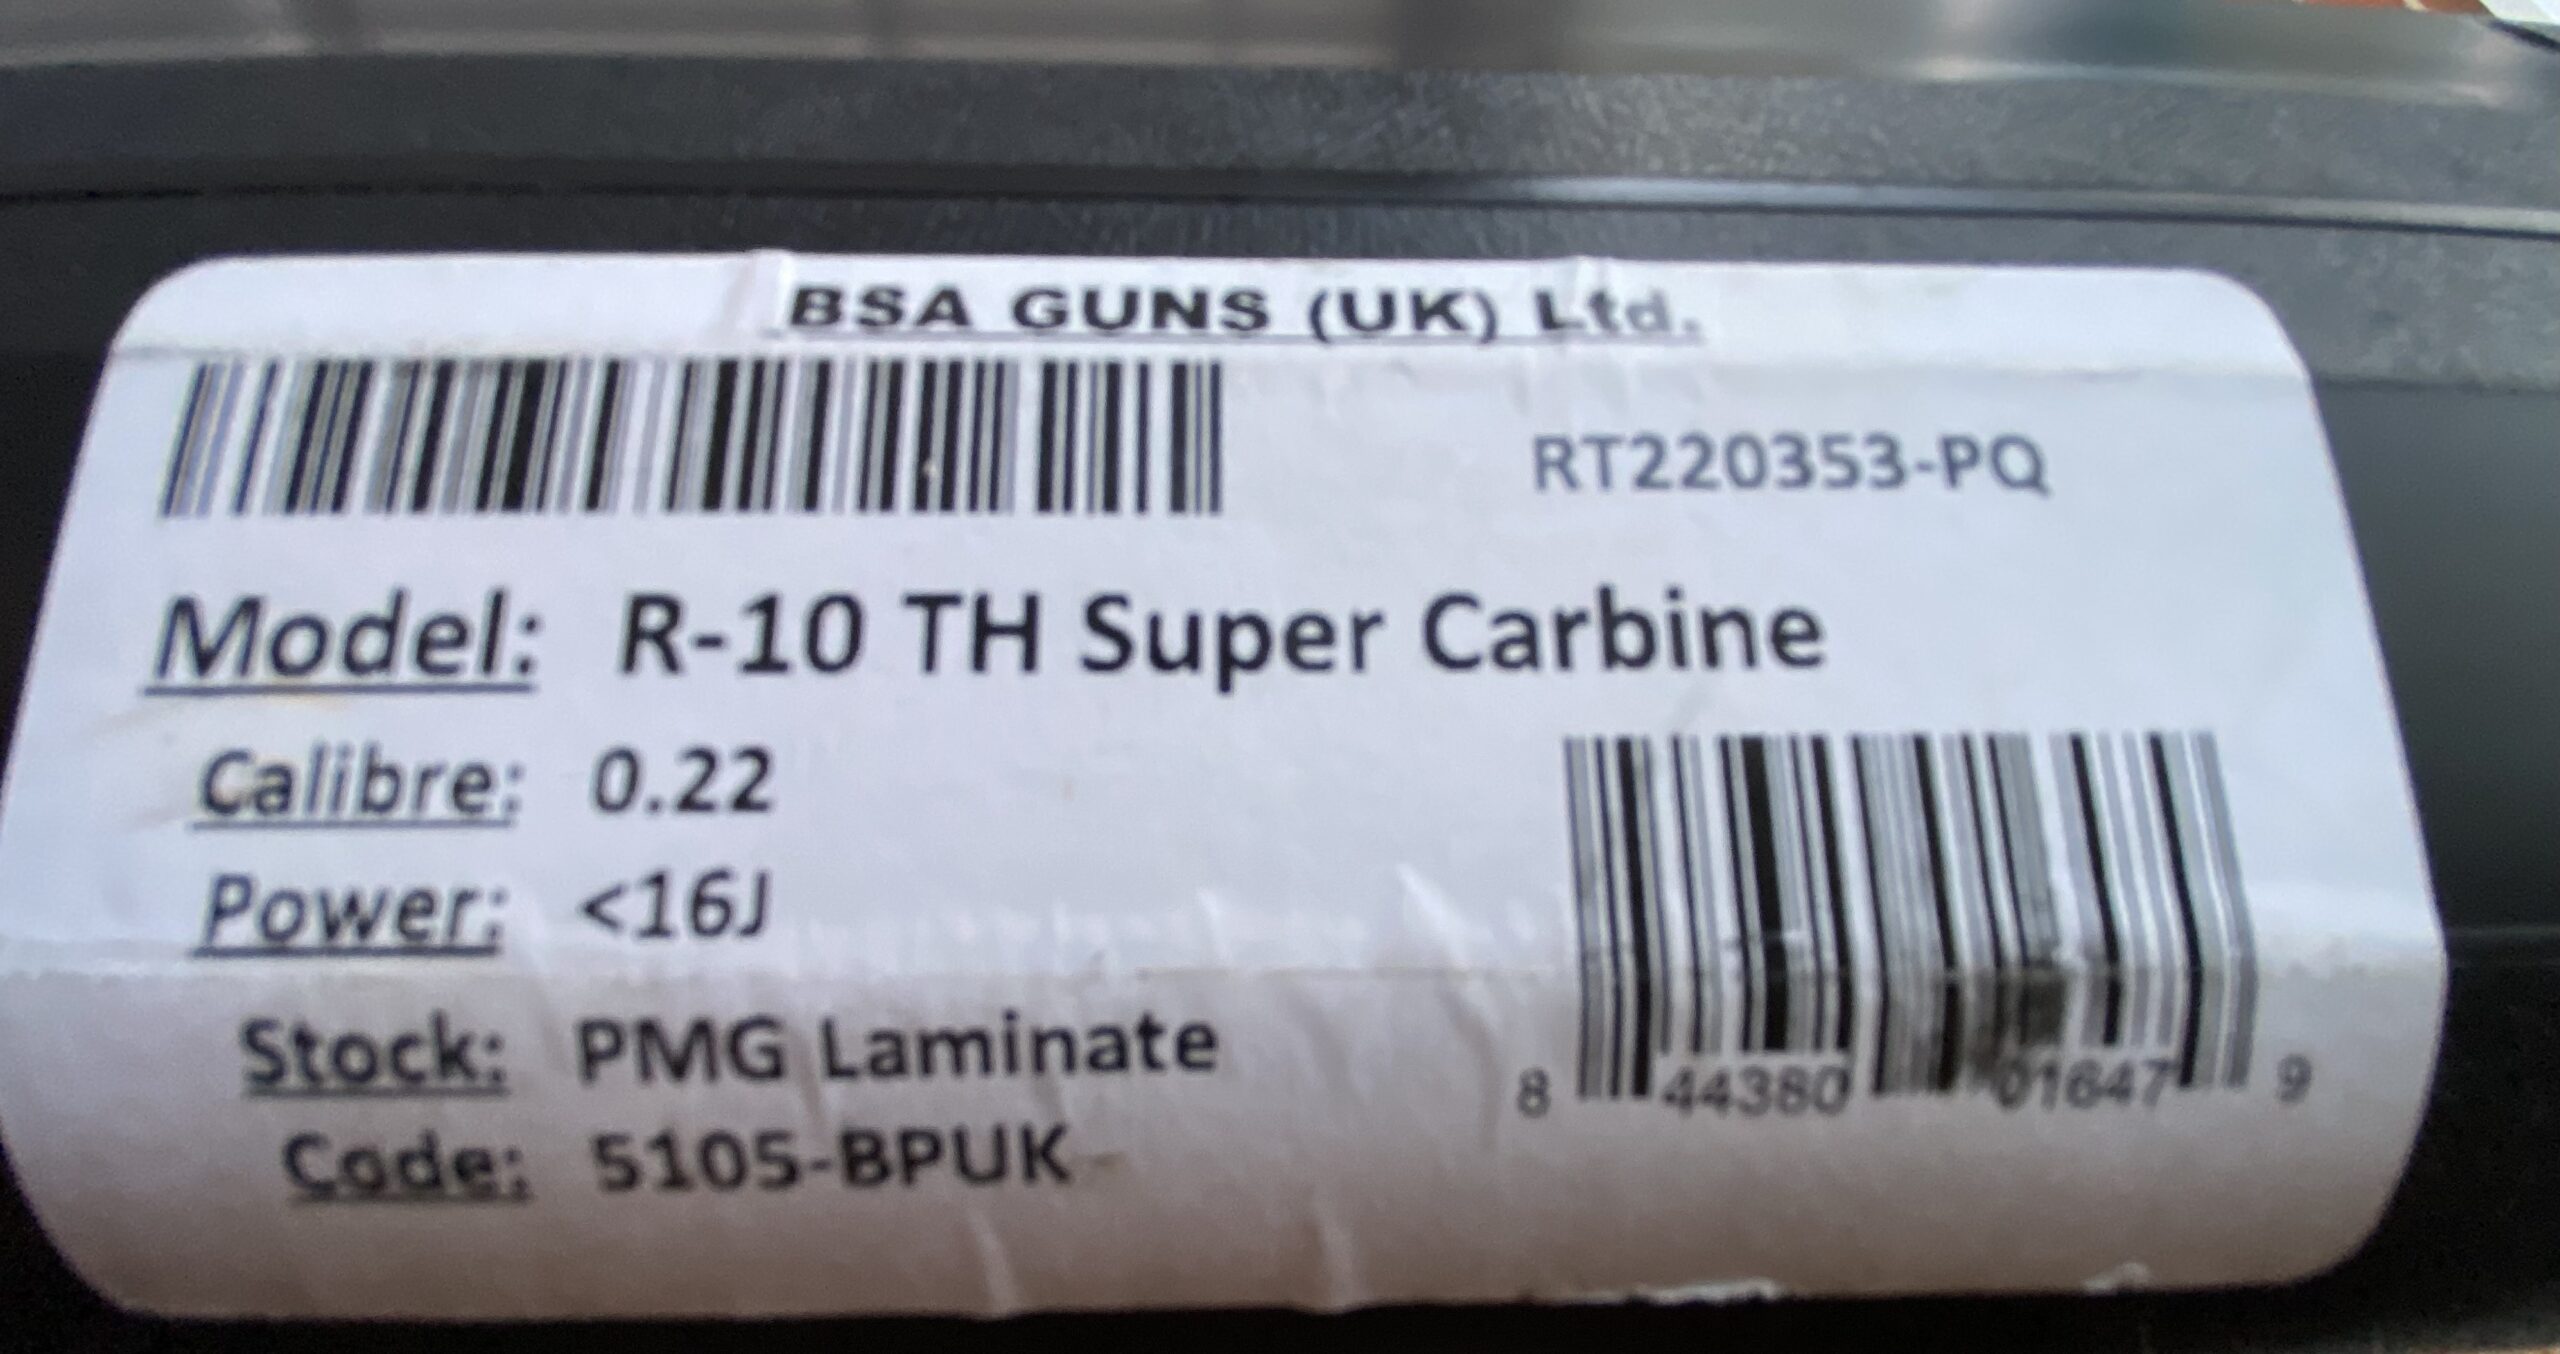 BSA GUNS (UK) Ltd.
RT220353-PQ
Model: R-10 TH Super Carbine
Calibre: 0.22
Power: <16J
Stock: PMG Laminate
Code: 5105-BPUK
8 44380 01647 9